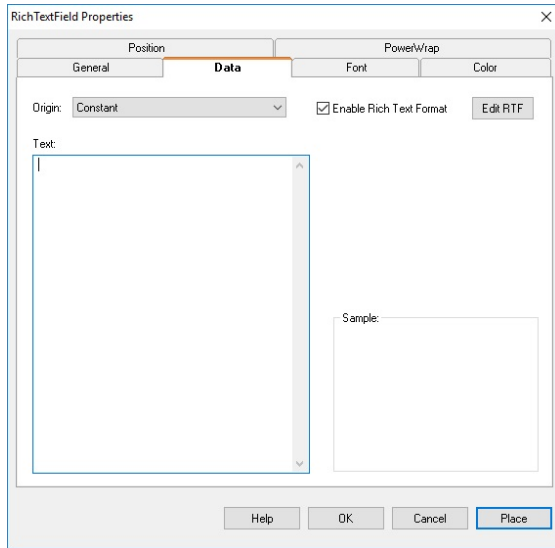 RichTextField Properties
Position PowerWrap
General Data Font Color
Origin: Constant Enable Rich Text Format Edit RTF
Text:
Sample:
Help OK Cancel Place